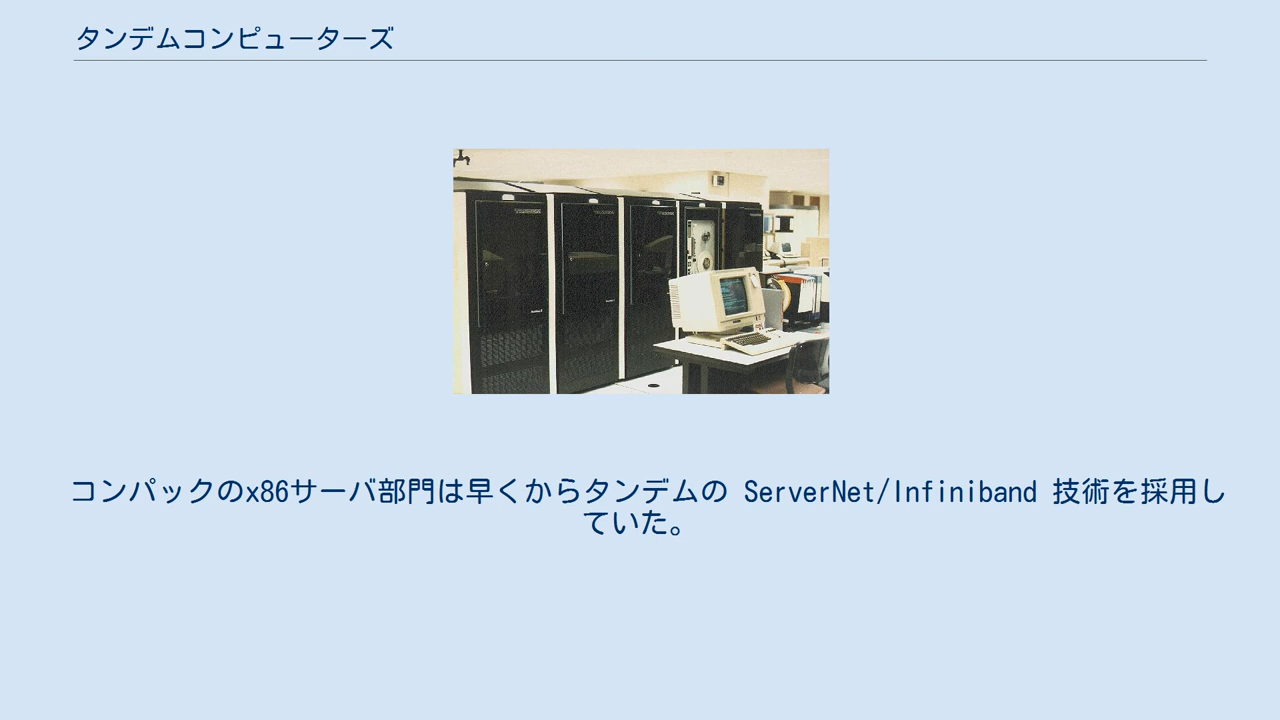 タンデムコンピューターズ
コンパックのx86サーバ部門は早くからタンデムの ServerNet/Infiniband 技術を採用し
ていた。